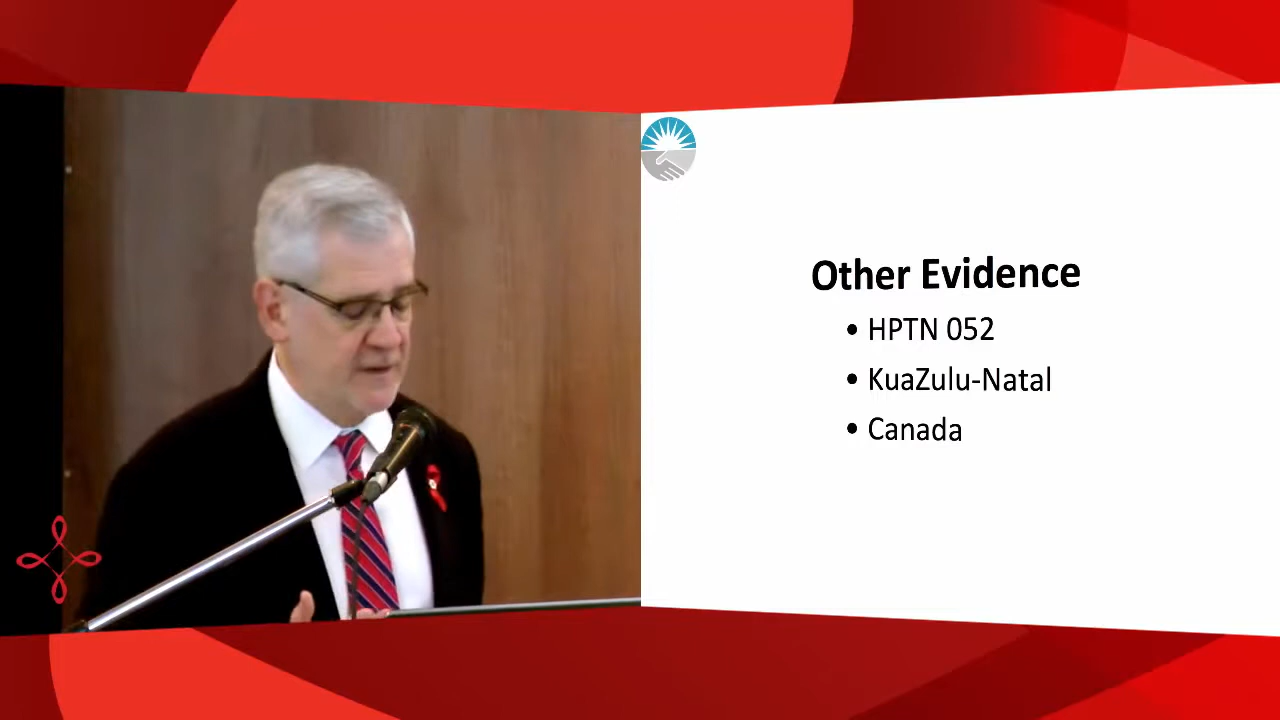 Other Evidence
• HPTN 052
• KuaZulu-Natal
• Canada